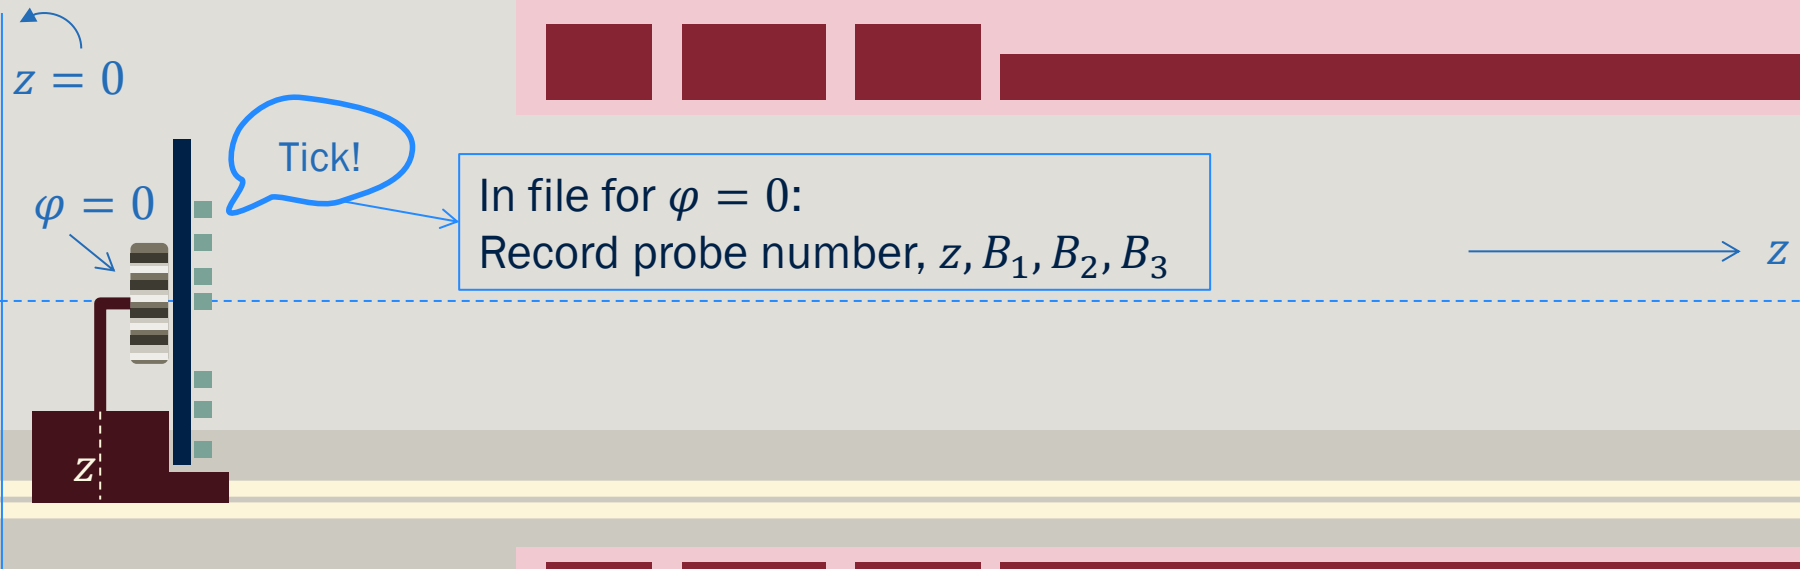 z = 0
Tick!
φ = 0
In file for φ = 0:
Record probe number, z, B₁, B₂, B₃
z
z